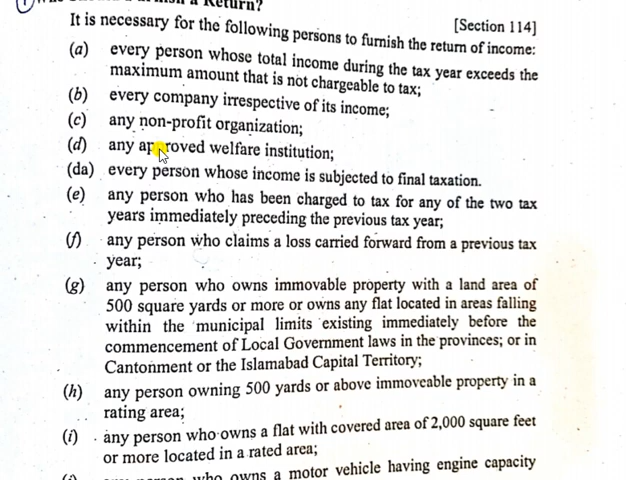 a Return?
[Section 114]
It is necessary for the following persons to furnish the return of income:
(a) every person whose total income during the tax year exceeds the
maximum amount that is not chargeable to tax;
(b) every company irrespective of its income;
(c) any non-profit organization;
(d) any approved welfare institution;
(da) every person whose income is subjected to final taxation.
(e) any person who has been charged to tax for any of the two tax
years immediately preceding the previous tax year;
(f) any person who claims a loss carried forward from a previous tax
year;
(g) any person who owns immovable property with a land area of
500 square yards or more or owns any flat located in areas falling
within the municipal limits existing immediately before the
commencement of Local Government laws in the provinces; or in
Cantonment or the Islamabad Capital Territory;
(h) any person owning 500 yards or above immoveable property in a
rating area;
(i) any person who owns a flat with covered area of 2,000 square feet
or more located in a rated area;
person who owns a motor vehicle having engine capacity